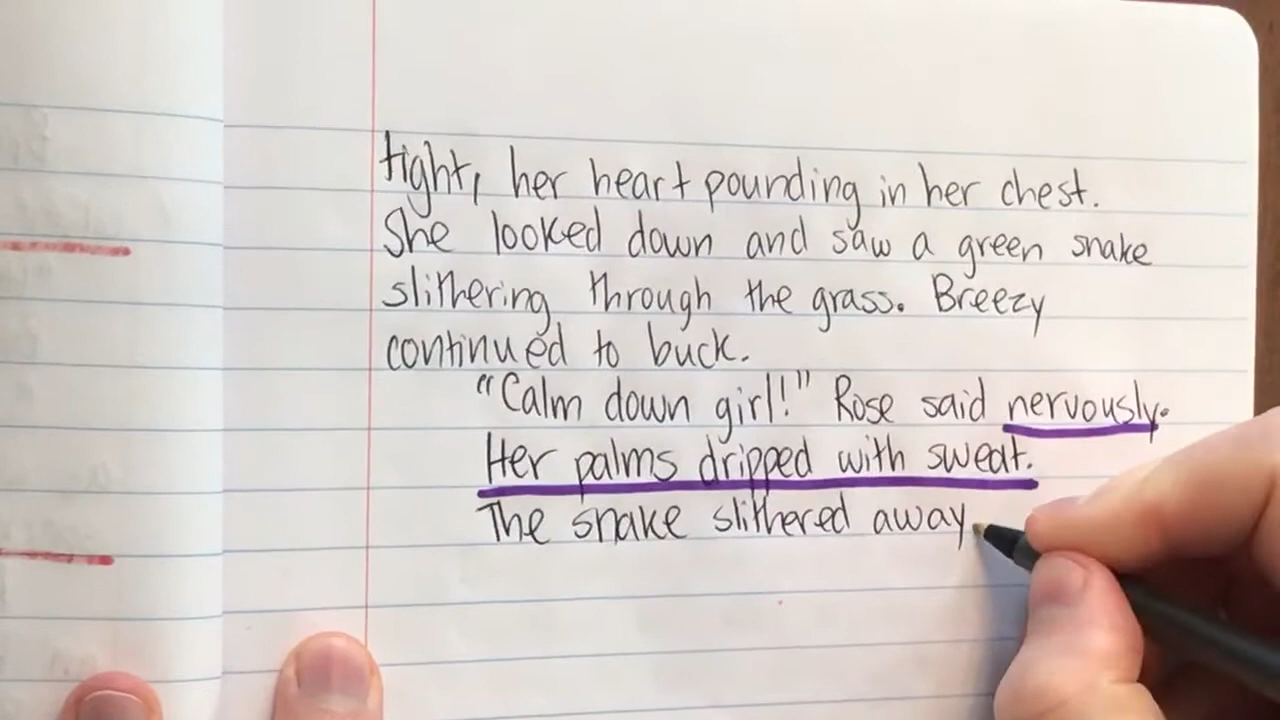 tight, her heart pounding in her chest.
She looked down and saw a green snake
slithering through the grass. Breezy
continued to buck.
"Calm down girl!" Rose said nervously.
Her palms dripped with sweat.
The snake slithered away